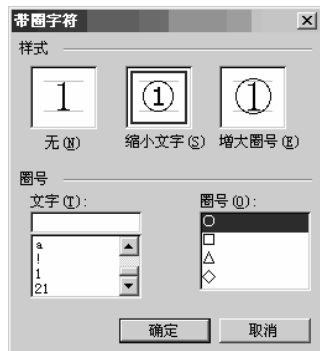 带圈字符
样式
1 ① ①
无(N) 缩小文字(S) 增大圈号(E)
圈号
文字(T): 圈号(O):
a ○
! □
1 △
21 ◇
确定 取消